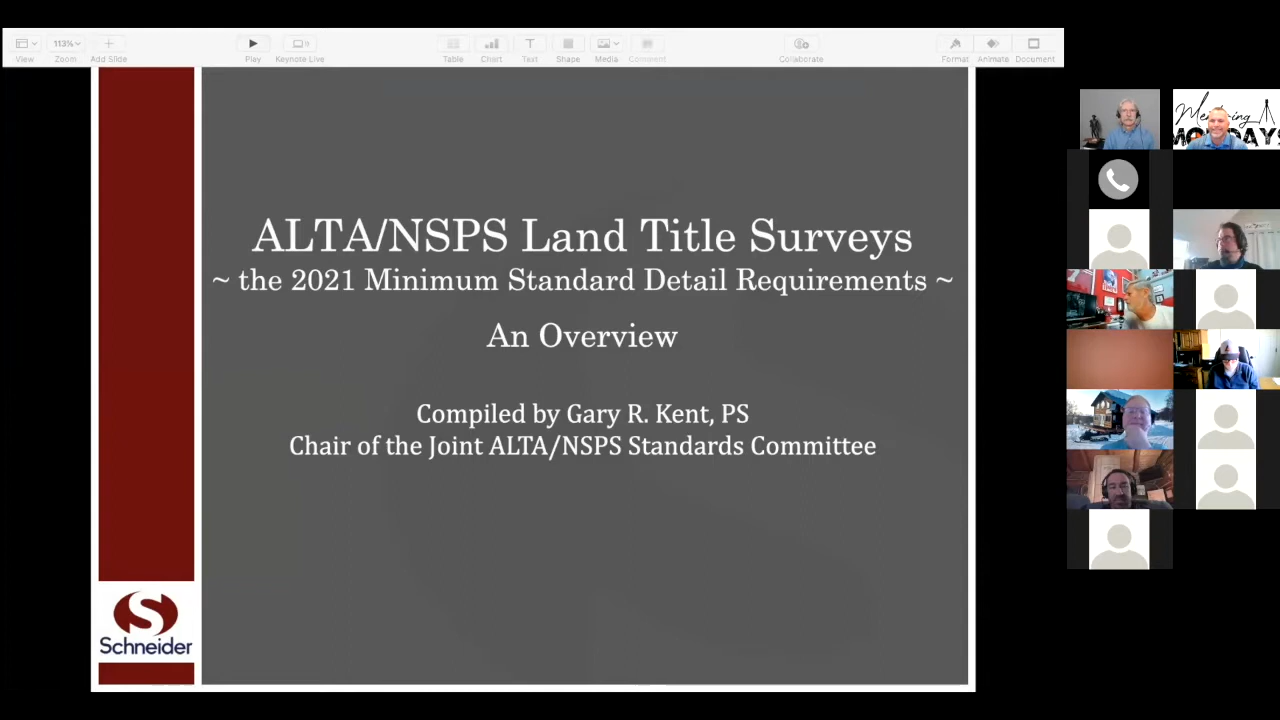 View
Zoom
Add Slide
Play
Keynote Live
Table
Chart
Text
Shape
Media
Comment
Collaborate
Format
Animate
Document
113%
ALTA/NSPS Land Title Surveys
~ the 2021 Minimum Standard Detail Requirements ~
An Overview
Compiled by Gary R. Kent, PS
Chair of the Joint ALTA/NSPS Standards Committee
Schneider